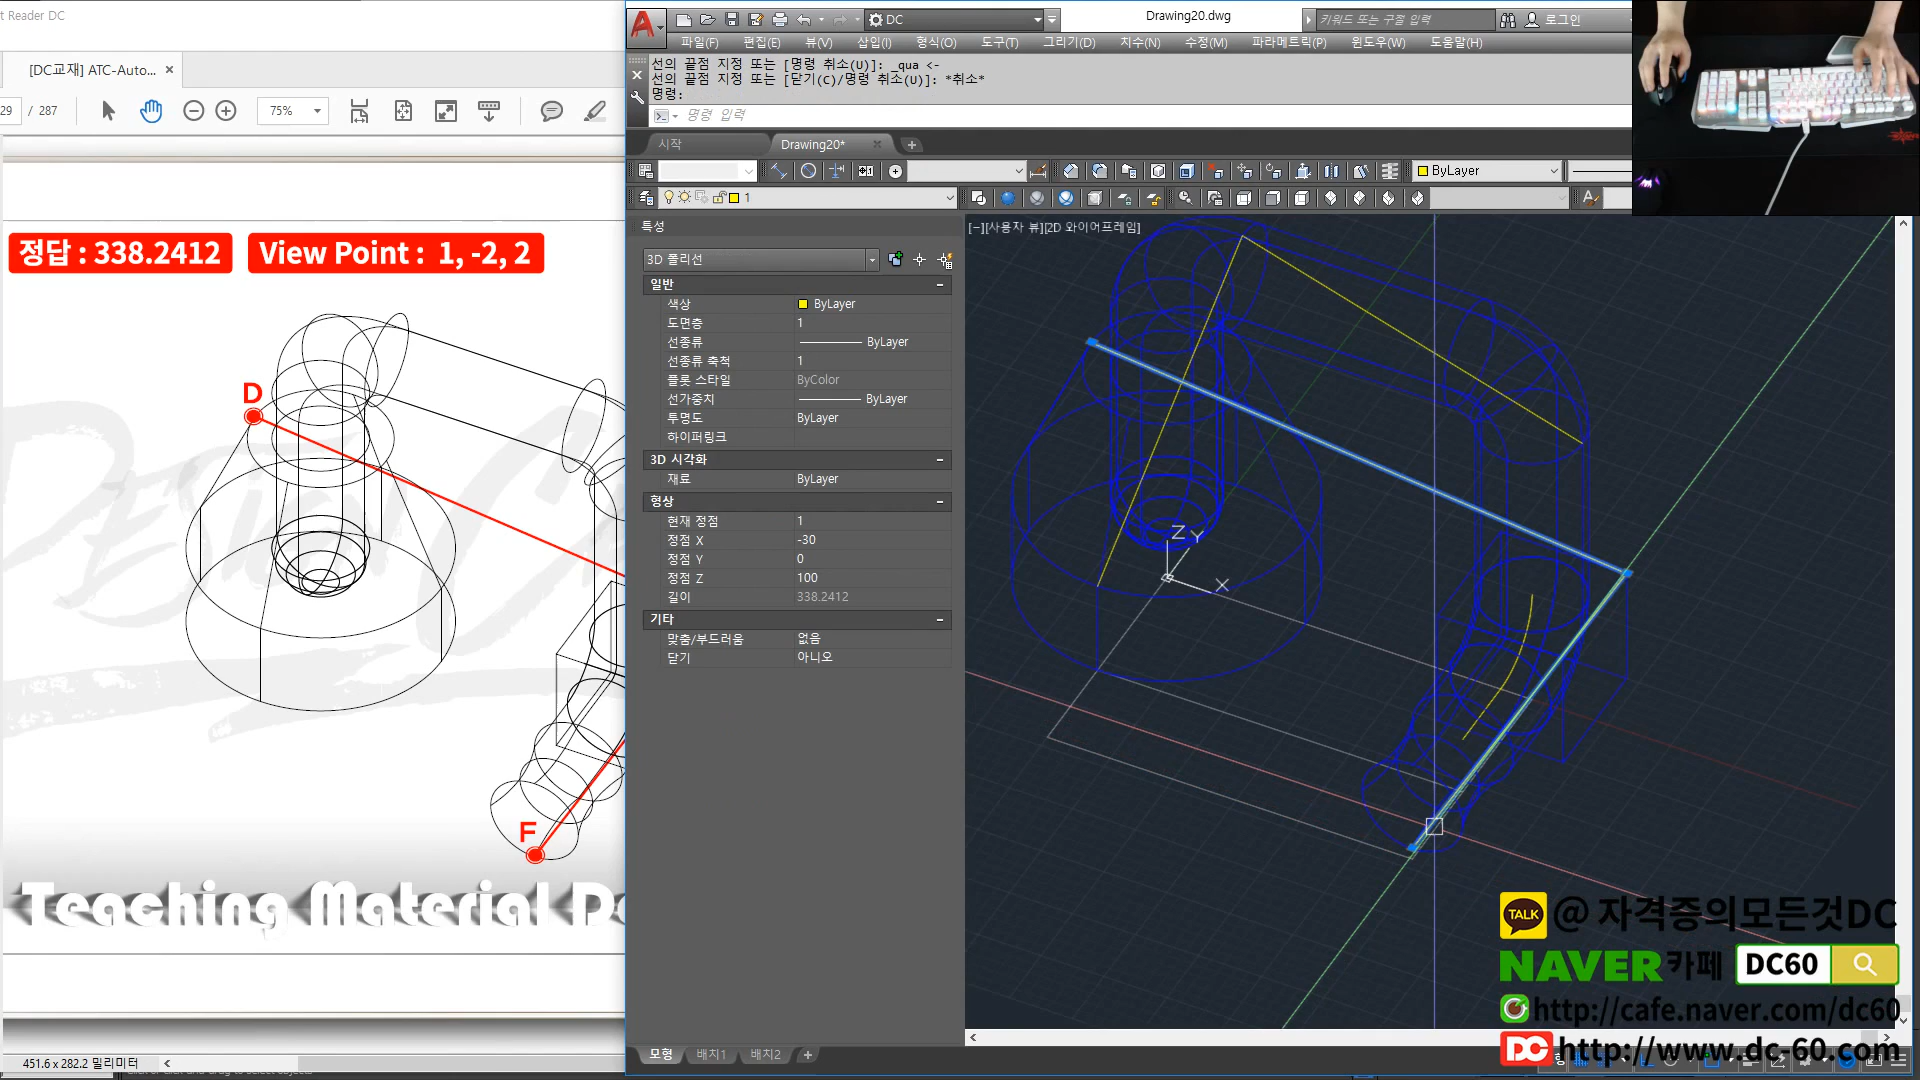 t Reader DC
[DC교재] ATC-Auto... ×
29 / 287
75%
정답 : 338.2412
View Point : 1, -2, 2
D
F
Teaching Material De
451.6 x 282.2 밀리미터
DC
Drawing20.dwg
키워드 또는 구절 입력
로그인
파일(F) 편집(E) 뷰(V) 삽입(I) 형식(O) 도구(T) 그리기(D) 치수(N) 수정(M) 파라메트릭(P) 윈도우(W) 도움말(H)
선의 끝점 지정 또는 [명령 취소(U)]: _qua <-
선의 끝점 지정 또는 [닫기(C)/명령 취소(U)]: *취소*
명령:
명령 입력
시작
Drawing20*
ByLayer
1
특성
3D 폴리선
일반
색상 ByLayer
도면층 1
선종류 ByLayer
선종류 축척 1
플롯 스타일 ByColor
선가중치 ByLayer
투명도 ByLayer
하이퍼링크
3D 시각화
재료 ByLayer
형상
현재 정점 1
정점 X -30
정점 Y 0
정점 Z 100
길이 338.2412
기타
맞춤/부드러움 없음
닫기 아니오
[−][사용자 뷰][2D 와이어프레임]
Z
Y
X
모형 배치1 배치2 +
TALK @ 자격증의모든것DC
NAVER 카페 DC60
http://cafe.naver.com/dc60
DC http://www.dc-60.com